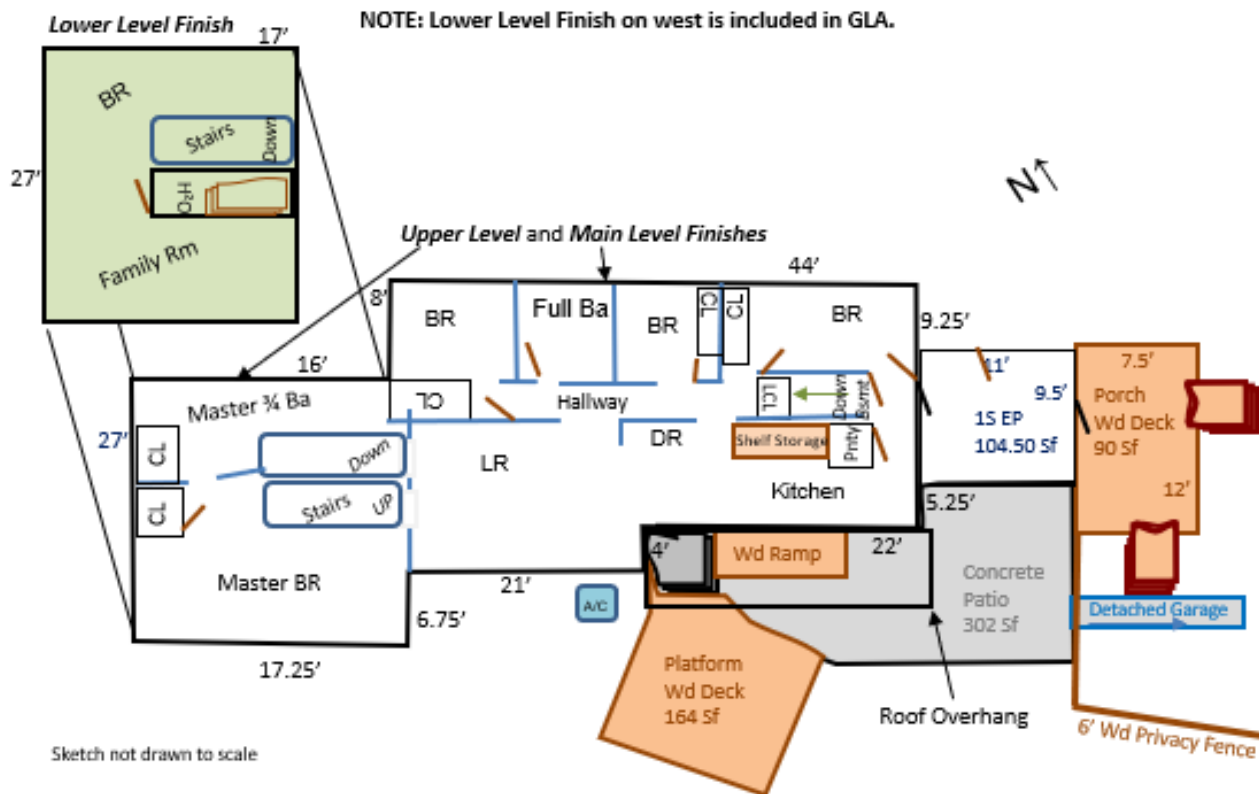 Lower Level Finish
NOTE: Lower Level Finish on west is included in GLA.
17’
BR
Stairs
Down
27’
O₂H
Family Rm
N↑
Upper Level and Main Level Finishes
44’
8’
BR
Full Ba
BR
CL
CL
BR
9.25’
16’
11’
7.5’
Master ¾ Ba
CL
Hallway
LCL
Down
Bsmt
9.5’
1S EP
104.50 Sf
Porch
Wd Deck
90 Sf
27’
CL
Down
LR
DR
Shelf Storage
Pnty
CL
Stairs
UP
Kitchen
12’
5.25’
Master BR
4’
Wd Ramp
22’
21’
A/C
6.75’
Concrete
Patio
302 Sf
Detached Garage
17.25’
Platform
Wd Deck
164 Sf
Roof Overhang
6’ Wd Privacy Fence
Sketch not drawn to scale